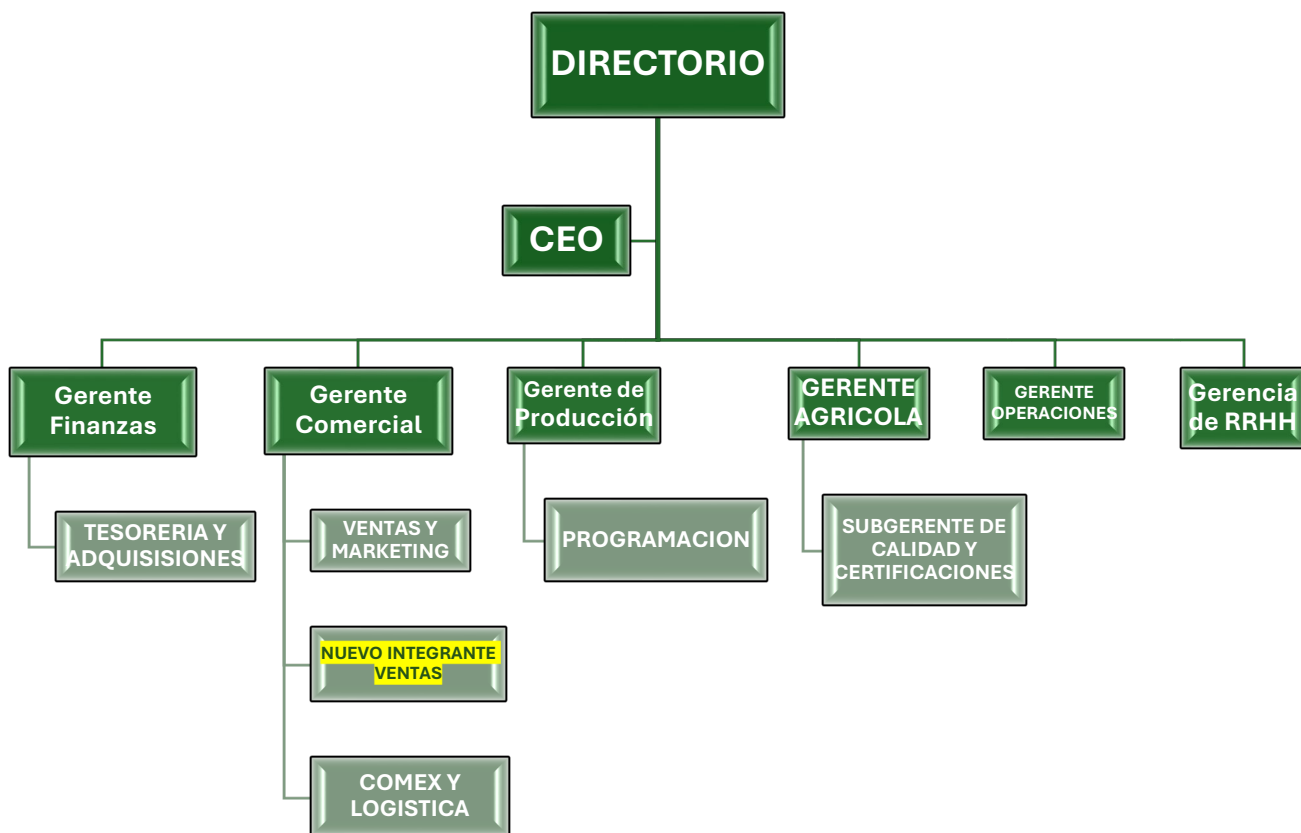 DIRECTORIO
CEO
Gerente
Finanzas
Gerente
Comercial
Gerente de
Producción
GERENTE
AGRICOLA
GERENTE
OPERACIONES
Gerencia
de RRHH
TESORERIA Y
ADQUISISIONES
VENTAS Y
MARKETING
PROGRAMACION
SUBGERENTE DE
CALIDAD Y
CERTIFICACIONES
NUEVO INTEGRANTE
VENTAS
COMEX Y
LOGISTICA